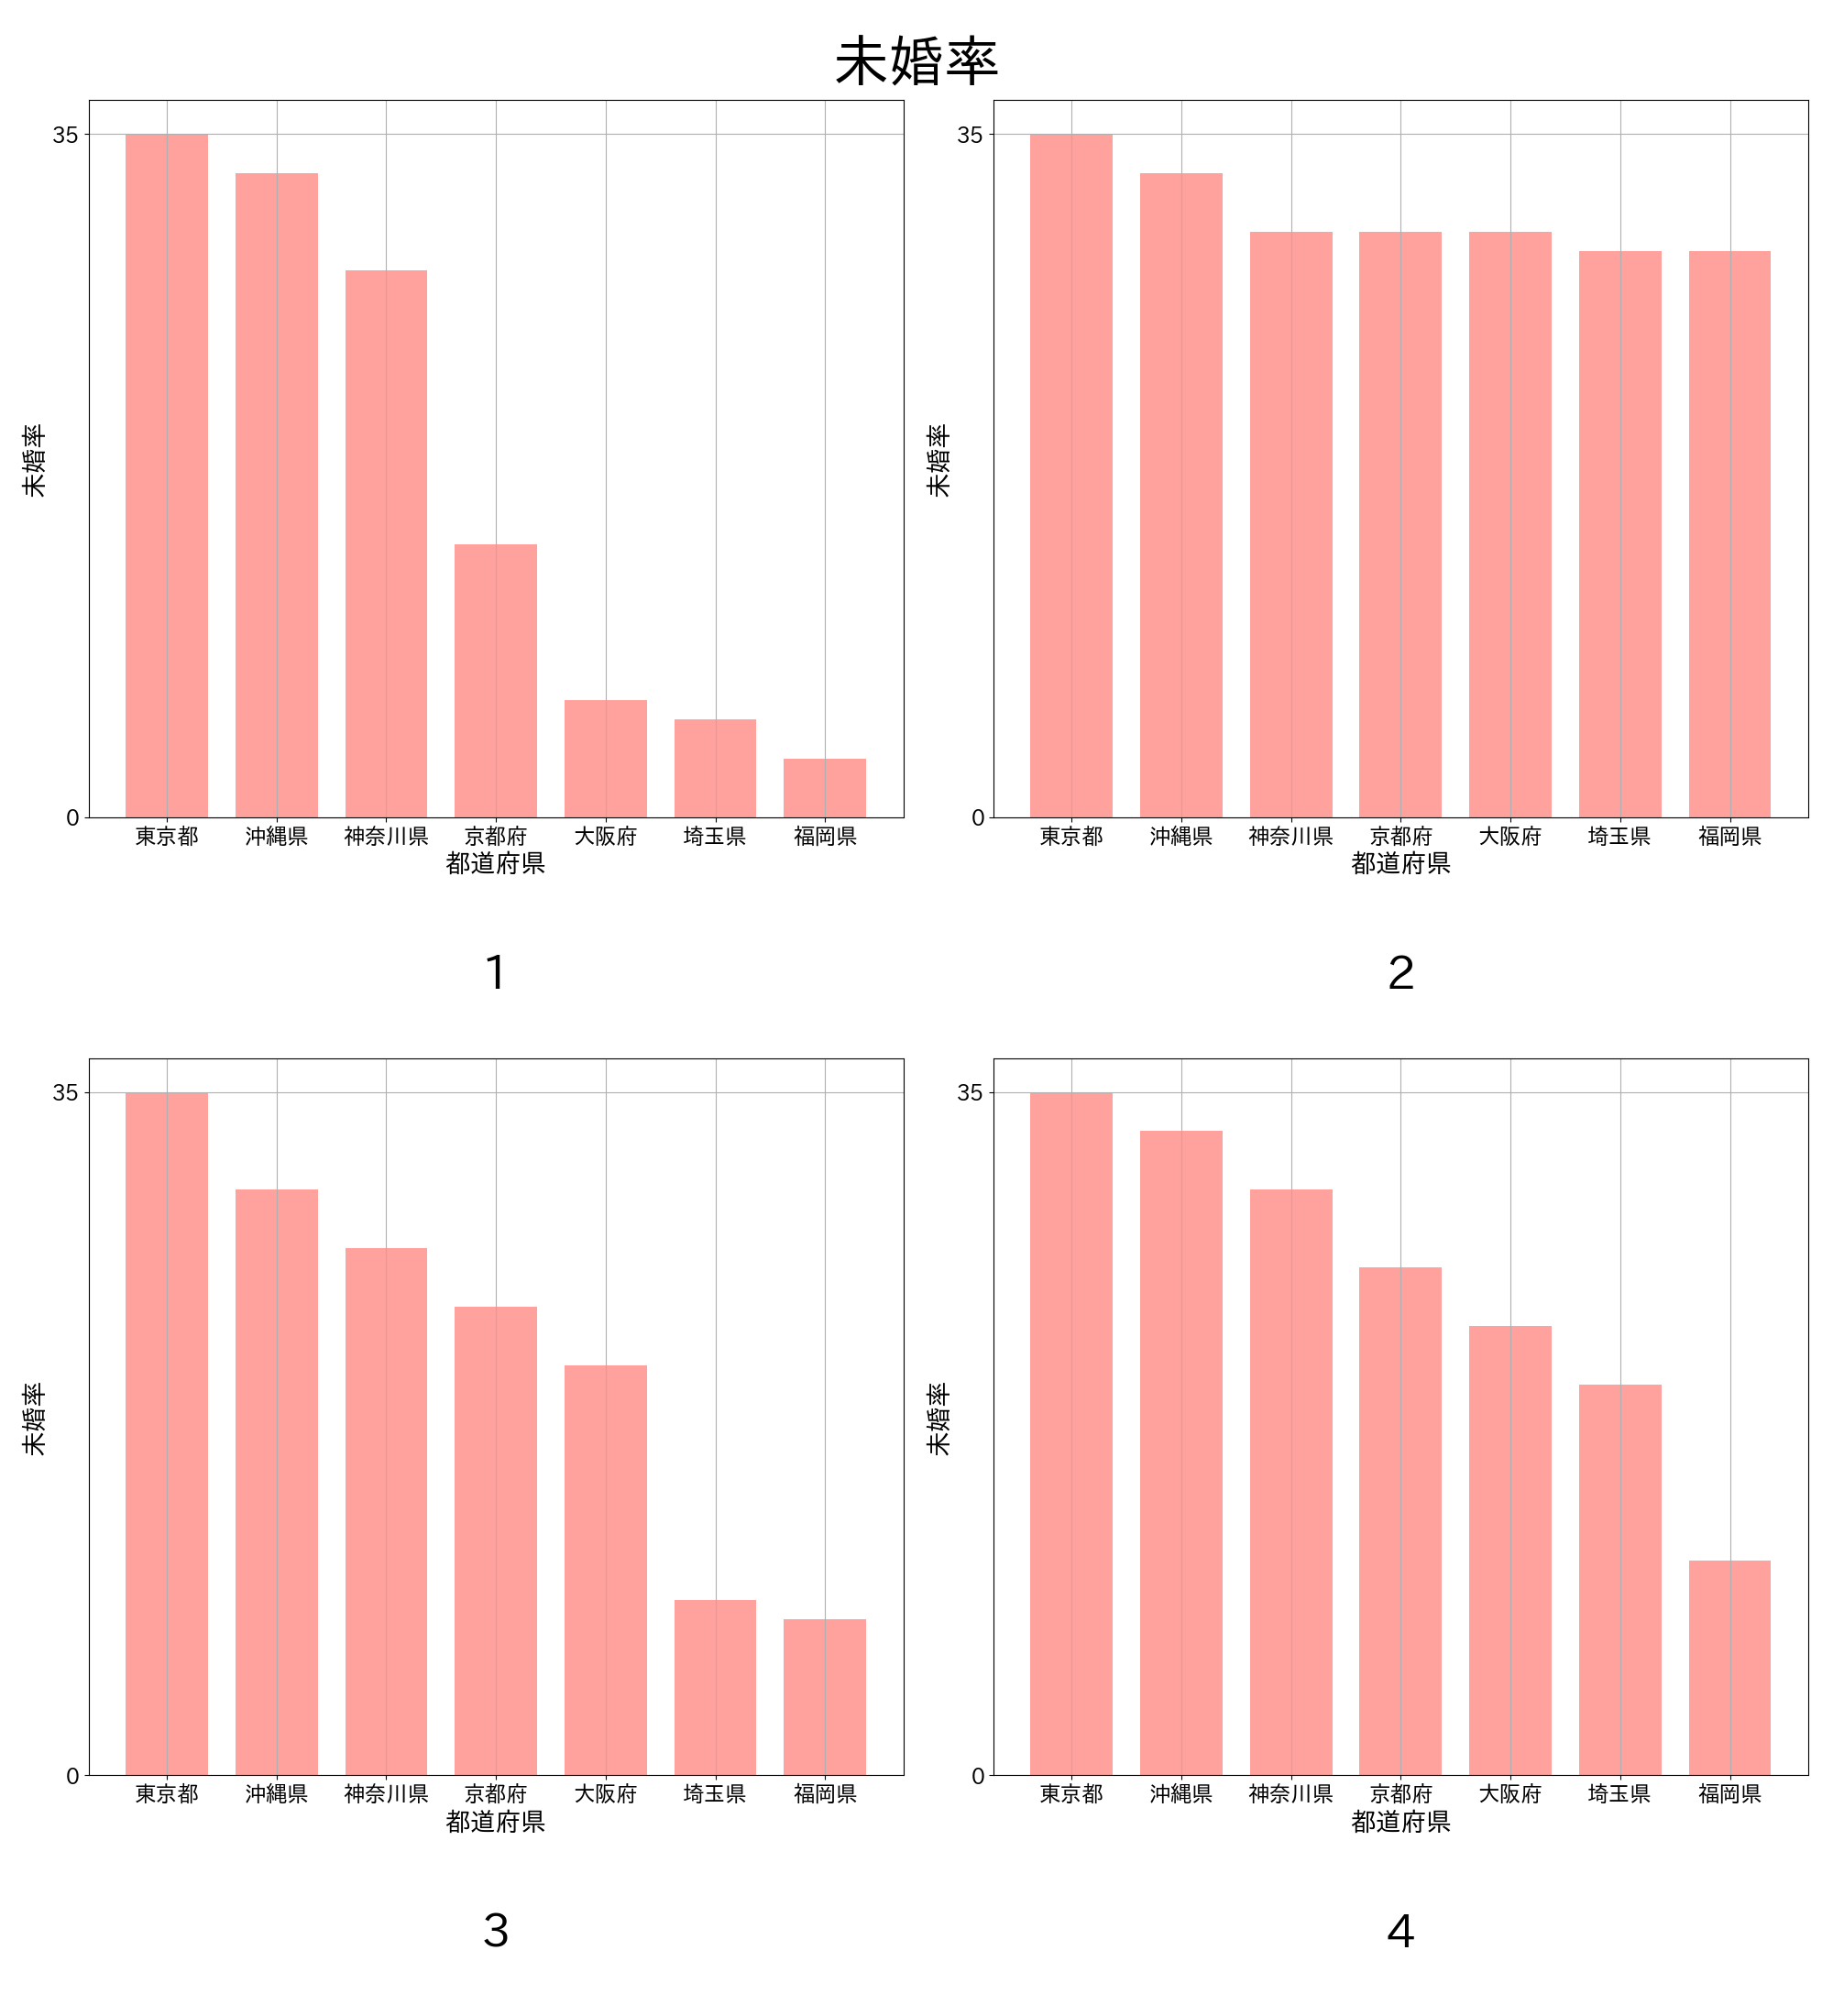 未婚率
35
0
未婚率
東京都 沖縄県 神奈川県 京都府 大阪府 埼玉県 福岡県
都道府県
1
35
0
未婚率
東京都 沖縄県 神奈川県 京都府 大阪府 埼玉県 福岡県
都道府県
2
35
0
未婚率
東京都 沖縄県 神奈川県 京都府 大阪府 埼玉県 福岡県
都道府県
3
35
0
未婚率
東京都 沖縄県 神奈川県 京都府 大阪府 埼玉県 福岡県
都道府県
4